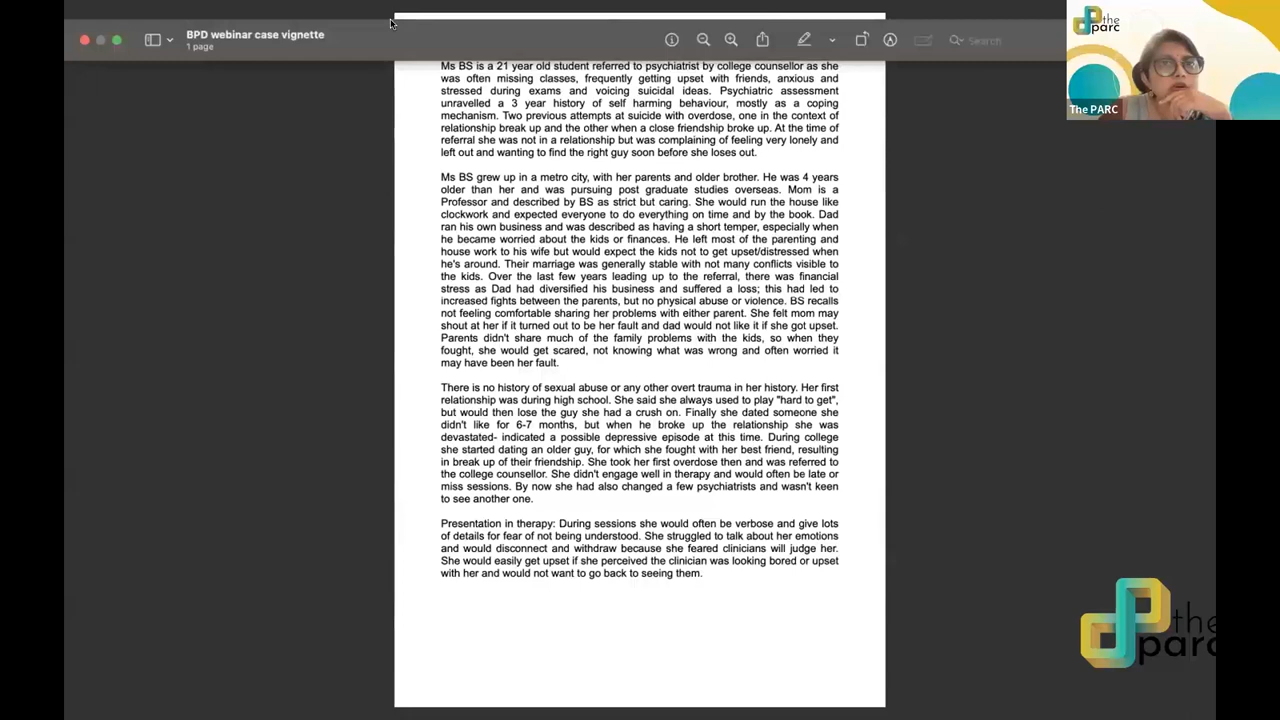 BPD webinar case vignette
1 page
Search
the
parc
The PARC
Ms BS is a 21 year old student referred to psychiatrist by college counsellor as she
was often missing classes, frequently getting upset with friends, anxious and
stressed during exams and voicing suicidal ideas. Psychiatric assessment
unravelled a 3 year history of self harming behaviour, mostly as a coping
mechanism. Two previous attempts at suicide with overdose, one in the context of
relationship break up and the other when a close friendship broke up. At the time of
referral she was not in a relationship but was complaining of feeling very lonely and
left out and wanting to find the right guy soon before she loses out.
Ms BS grew up in a metro city, with her parents and older brother. He was 4 years
older than her and was pursuing post graduate studies overseas. Mom is a
Professor and described by BS as strict but caring. She would run the house like
clockwork and expected everyone to do everything on time and by the book. Dad
ran his own business and was described as having a short temper, especially when
he became worried about the kids or finances. He left most of the parenting and
house work to his wife but would expect the kids not to get upset/distressed when
he's around. Their marriage was generally stable with not many conflicts visible to
the kids. Over the last few years leading up to the referral, there was financial
stress as Dad had diversified his business and suffered a loss; this had led to
increased fights between the parents, but no physical abuse or violence. BS recalls
not feeling comfortable sharing her problems with either parent. She felt mom may
shout at her if it turned out to be her fault and dad would not like it if she got upset.
Parents didn't share much of the family problems with the kids, so when they
fought, she would get scared, not knowing what was wrong and often worried it
may have been her fault.
There is no history of sexual abuse or any other overt trauma in her history. Her first
relationship was during high school. She said she always used to play "hard to get",
but would then lose the guy she had a crush on. Finally she dated someone she
didn't like for 6-7 months, but when he broke up the relationship she was
devastated- indicated a possible depressive episode at this time. During college
she started dating an older guy, for which she fought with her best friend, resulting
in break up of their friendship. She took her first overdose then and was referred to
the college counsellor. She didn't engage well in therapy and would often be late or
miss sessions. By now she had also changed a few psychiatrists and wasn't keen
to see another one.
Presentation in therapy: During sessions she would often be verbose and give lots
of details for fear of not being understood. She struggled to talk about her emotions
and would disconnect and withdraw because she feared clinicians will judge her.
She would easily get upset if she perceived the clinician was looking bored or upset
with her and would not want to go back to seeing them.
the
parc